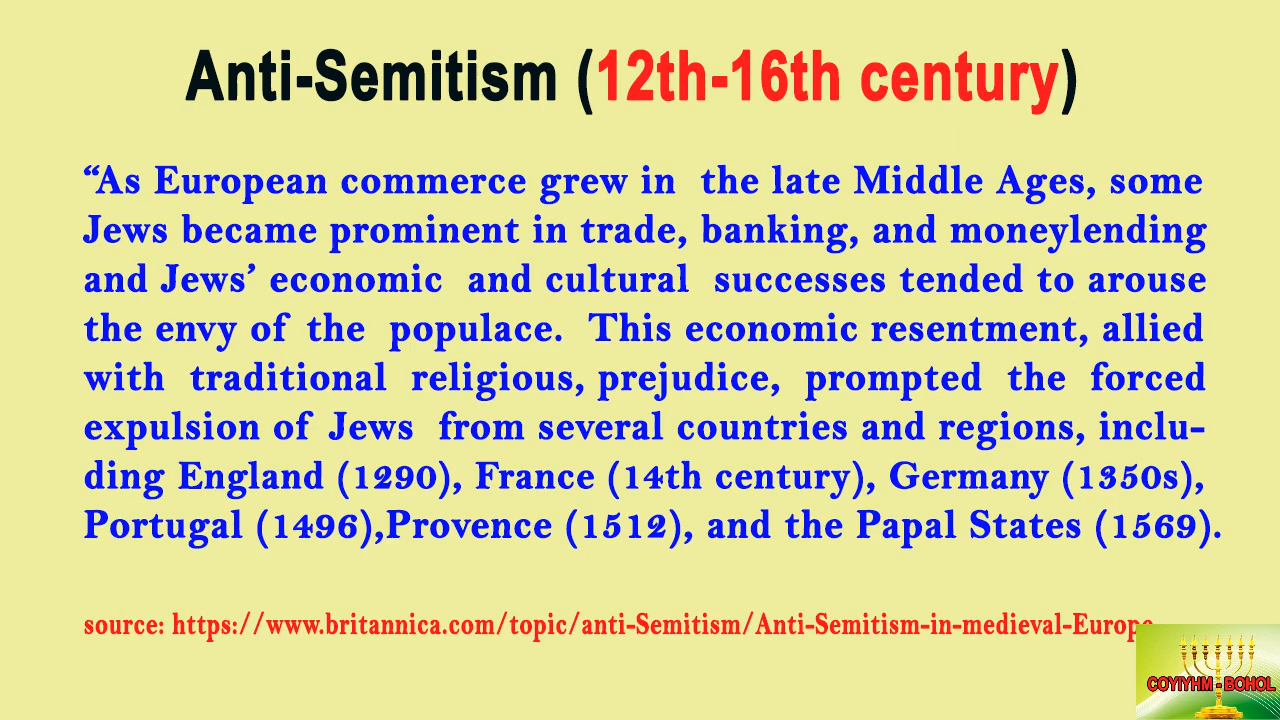 Anti-Semitism (12th-16th century)
“As European commerce grew in the late Middle Ages, some
Jews became prominent in trade, banking, and moneylending
and Jews’ economic and cultural successes tended to arouse
the envy of the populace. This economic resentment, allied
with traditional religious, prejudice, prompted the forced
expulsion of Jews from several countries and regions, inclu-
ding England (1290), France (14th century), Germany (1350s),
Portugal (1496),Provence (1512), and the Papal States (1569).
source: https://www.britannica.com/topic/anti-Semitism/Anti-Semitism-in-medieval-Europe
COYIYHM - BOHOL